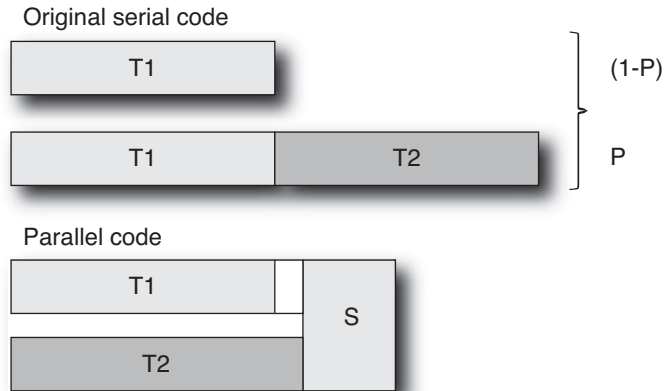 Original serial code
T1
(1-P)
T1 T2
P
Parallel code
T1
S
T2